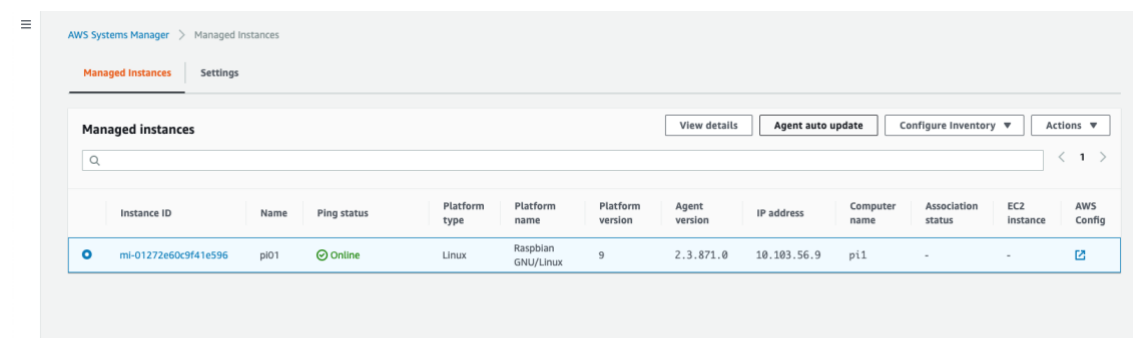 AWS Systems Manager > Managed Instances
Managed Instances Settings
Managed instances View details Agent auto update Configure Inventory ▼ Actions ▼
< 1 >
Instance ID Name Ping status Platform type Platform name Platform version Agent version IP address Computer name Association status EC2 instance AWS Config
mi-01272e60c9f41e596 pi01 Online Linux Raspbian GNU/Linux 9 2.3.871.0 10.103.56.9 pi1 - -